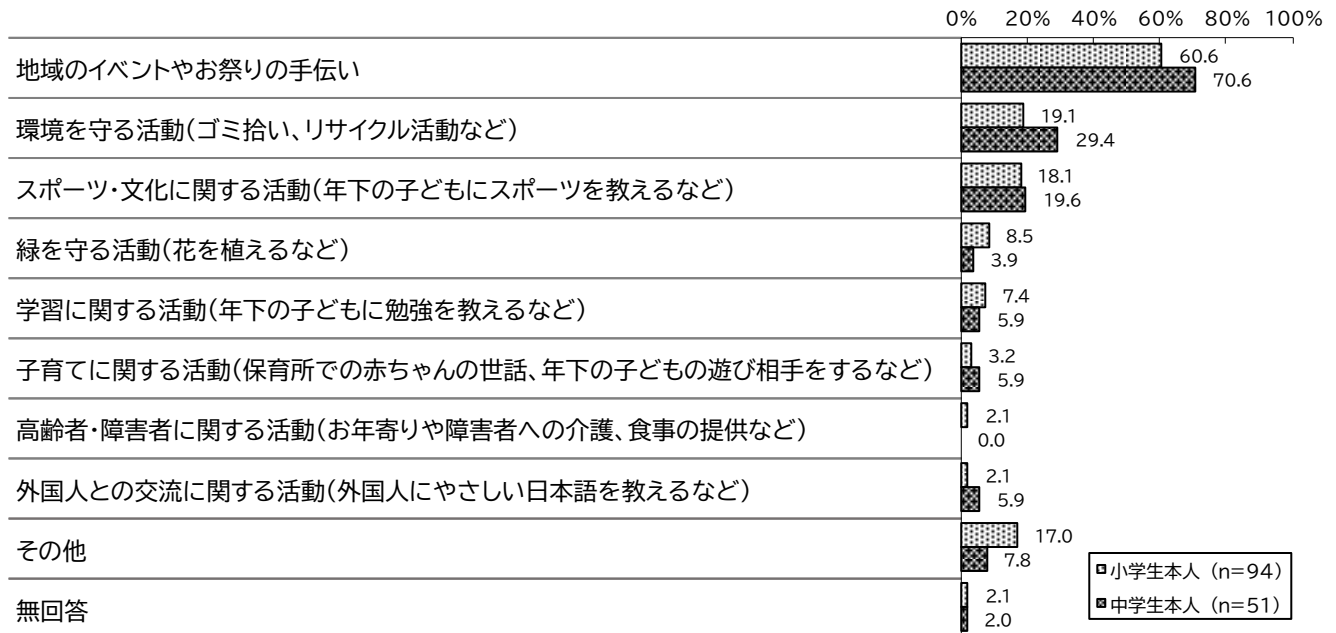 0% 20% 40% 60% 80% 100%
地域のイベントやお祭りの手伝い
60.6
70.6
環境を守る活動(ゴミ拾い、リサイクル活動など)
19.1
29.4
スポーツ・文化に関する活動(年下の子どもにスポーツを教えるなど)
18.1
19.6
緑を守る活動(花を植えるなど)
8.5
3.9
学習に関する活動(年下の子どもに勉強を教えるなど)
7.4
5.9
子育てに関する活動(保育所での赤ちゃんの世話、年下の子どもの遊び相手をするなど)
3.2
5.9
高齢者・障害者に関する活動(お年寄りや障害者への介護、食事の提供など)
2.1
0.0
外国人との交流に関する活動(外国人にやさしい日本語を教えるなど)
2.1
5.9
その他
17.0
7.8
無回答
2.1
2.0
小学生本人 (n=94)
中学生本人 (n=51)